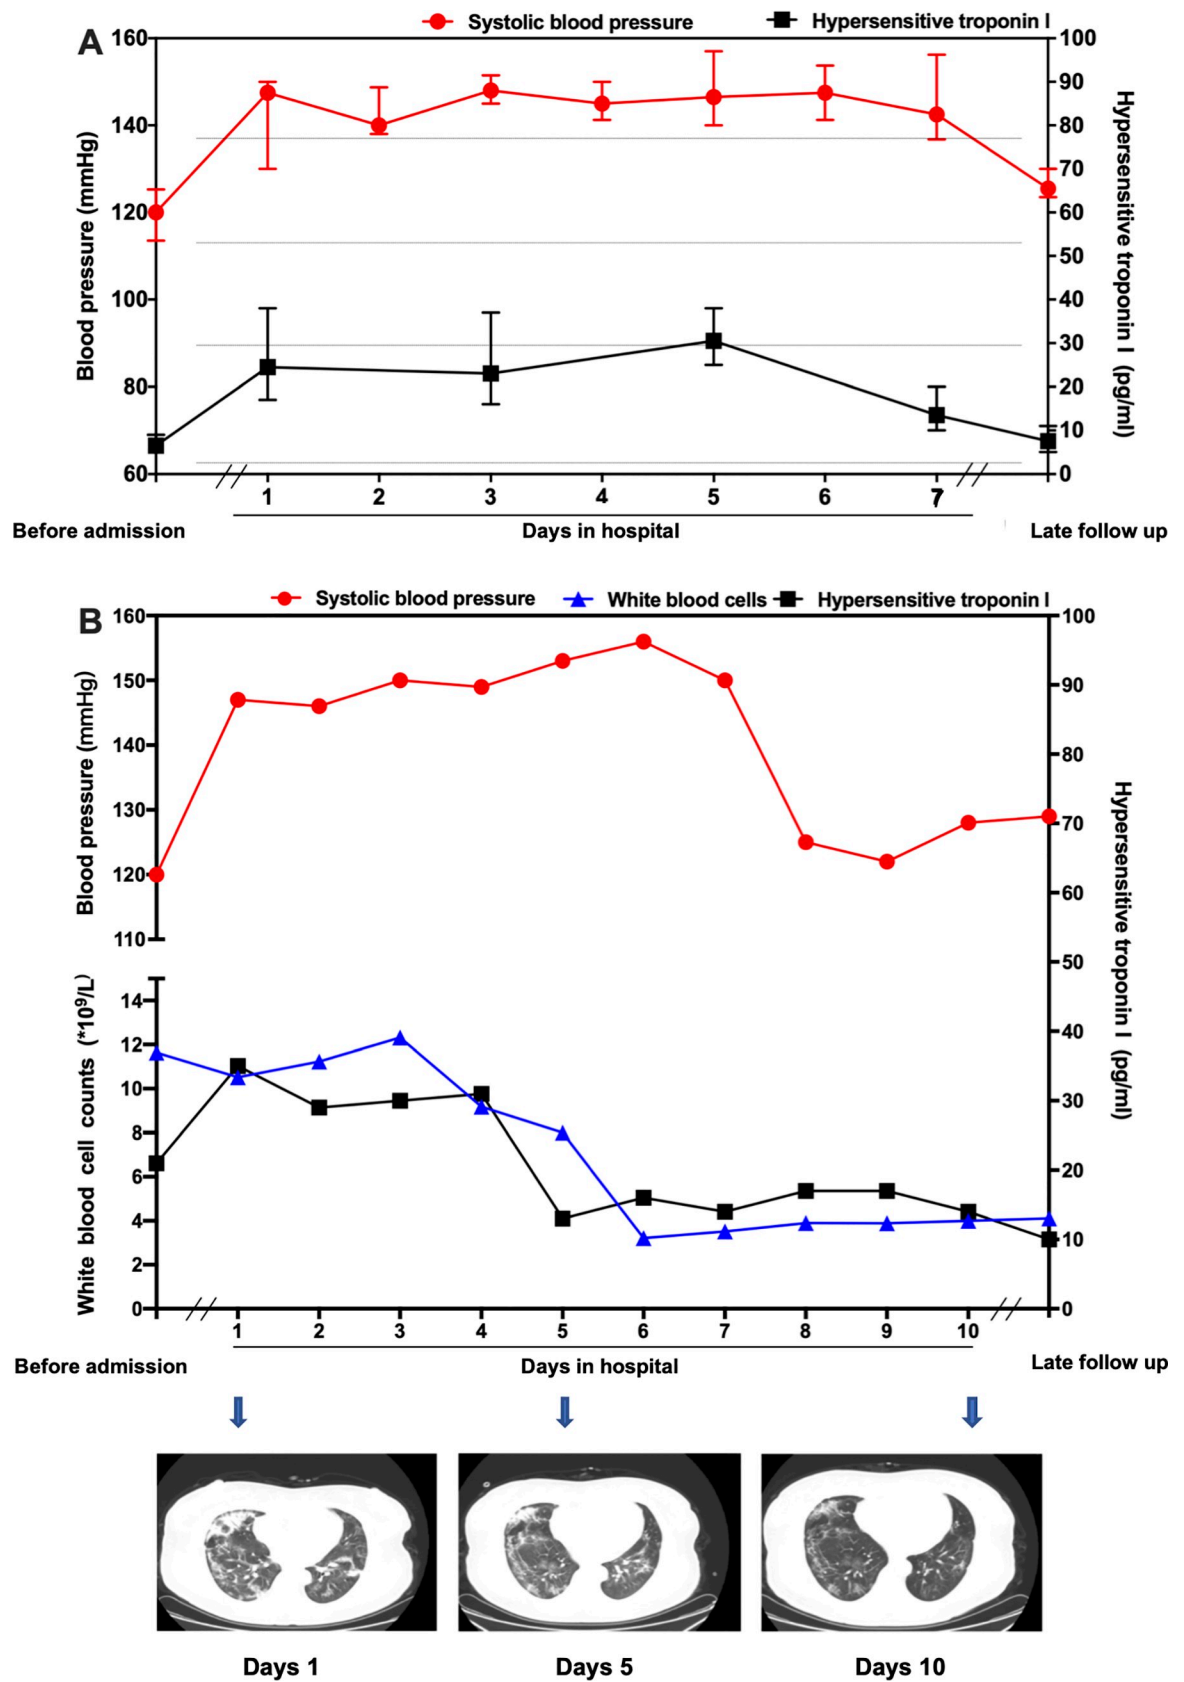 Systolic blood pressure Hypersensitive troponin I
A
160 100
90
140 80
70
120 60
50
100 40
30
80 20
10
60 0
Blood pressure (mmHg)
Hypersensitive troponin I (pg/ml)
1 2 3 4 5 6 7
Before admission Days in hospital Late follow up
Systolic blood pressure White blood cells Hypersensitive troponin I
B
160
150
140
130
120
110
Blood pressure (mmHg)
14
12
10
8
6
4
2
0
White blood cell counts (*10⁹/L)
100
90
80
70
60
50
40
30
20
10
0
Hypersensitive troponin I (pg/ml)
1 2 3 4 5 6 7 8 9 10
Before admission Days in hospital Late follow up
Days 1 Days 5 Days 10